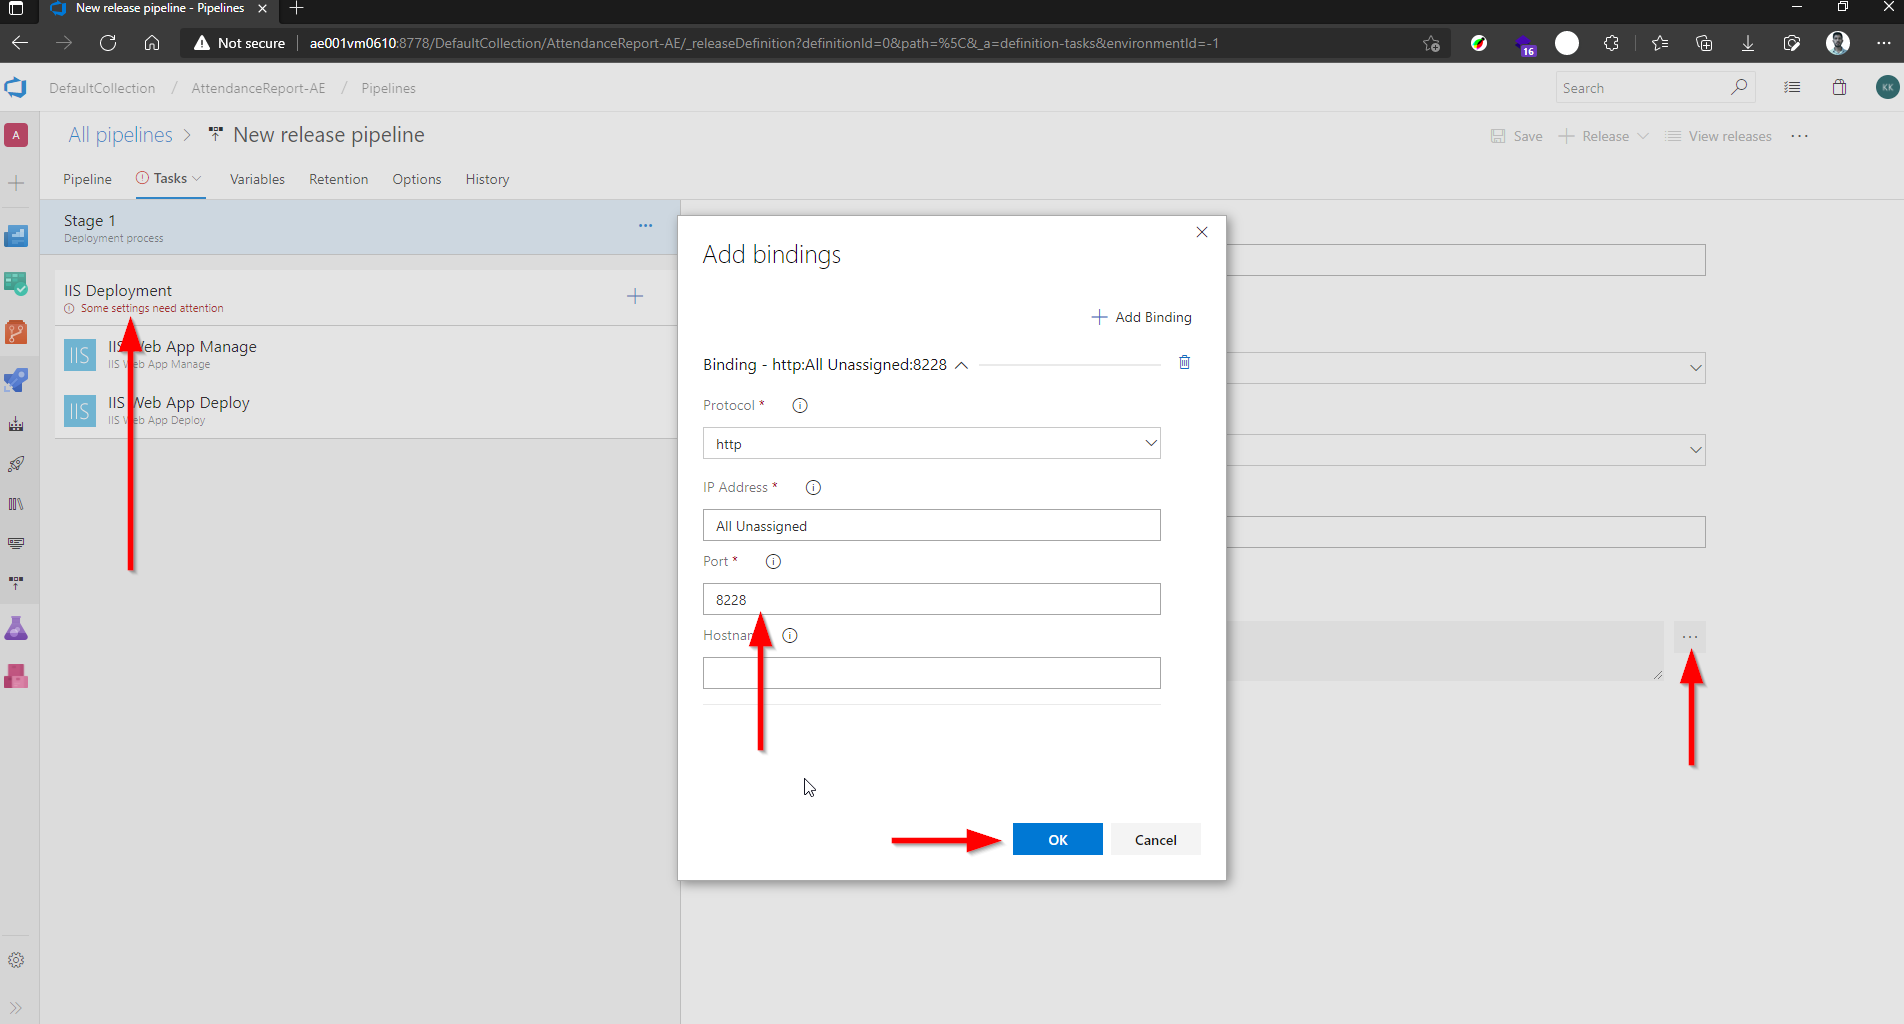 New release pipeline - Pipelines
Not secure
ae001vm0610:8778/DefaultCollection/AttendanceReport-AE/_releaseDefinition?definitionId=0&path=%5C&_a=definition-tasks&environmentId=-1
16
DefaultCollection / AttendanceReport-AE / Pipelines
Search
KK
A
All pipelines > New release pipeline
Save
Release
View releases
Pipeline
Tasks
Variables
Retention
Options
History
Stage 1
Deployment process
IIS Deployment
Some settings need attention
IIS
IIS Web App Manage
IIS Web App Manage
IIS
IIS Web App Deploy
IIS Web App Deploy
Add bindings
Add Binding
Binding - http:All Unassigned:8228
Protocol *
http
IP Address *
All Unassigned
Port *
8228
OK
Cancel